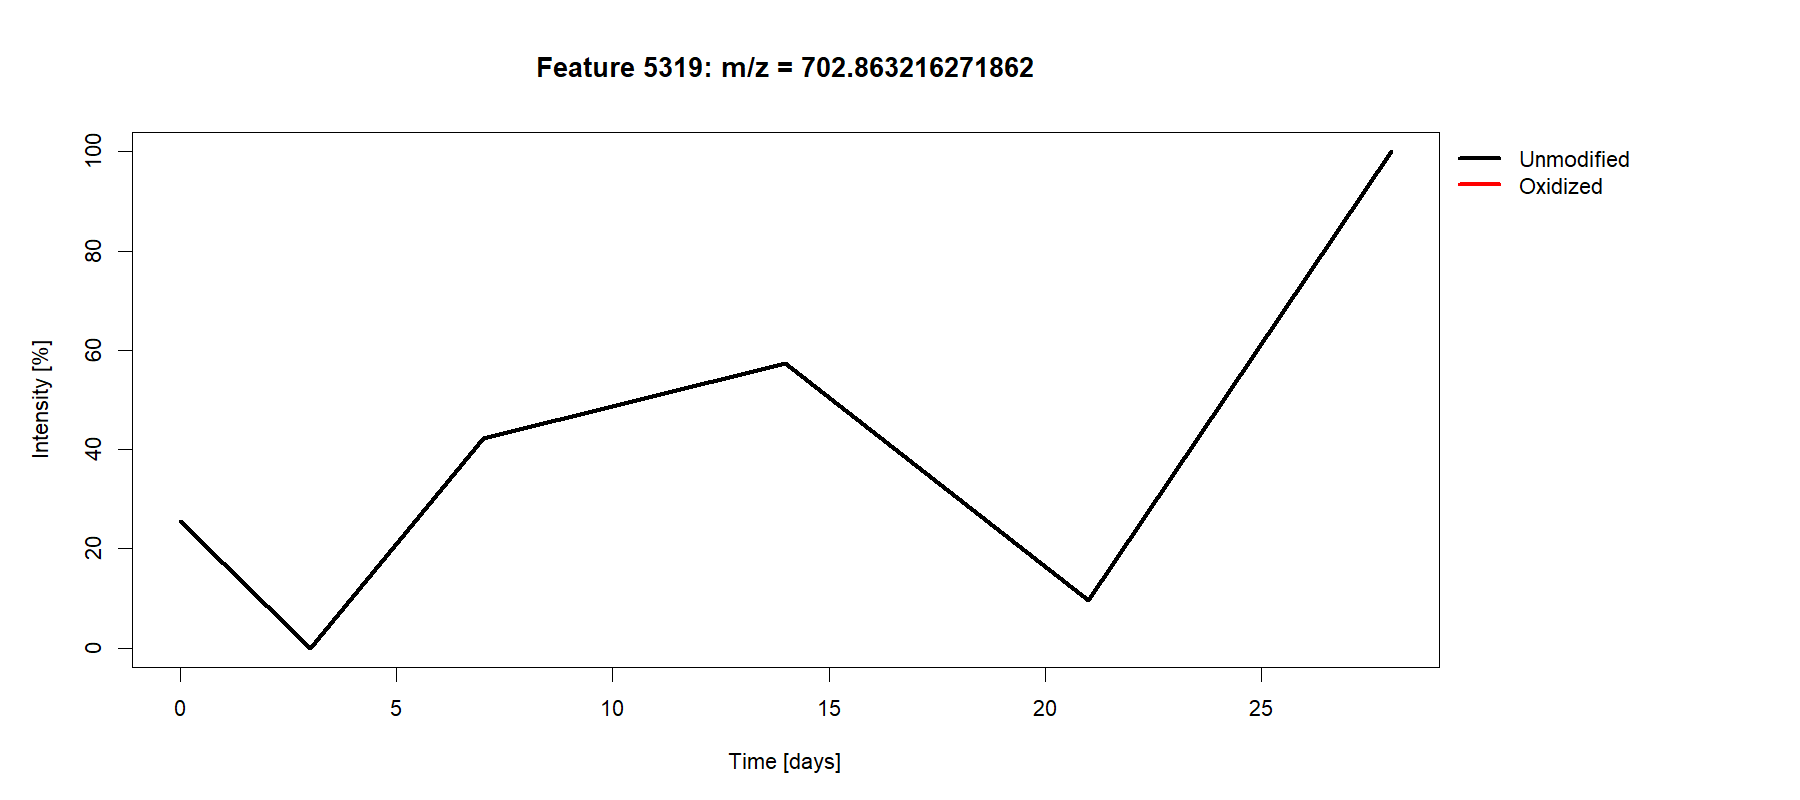 Feature 5319: m/z = 702.863216271862
100
80
60
40
20
0
Intensity [%]
0 5 10 15 20 25
Time [days]
Unmodified
Oxidized